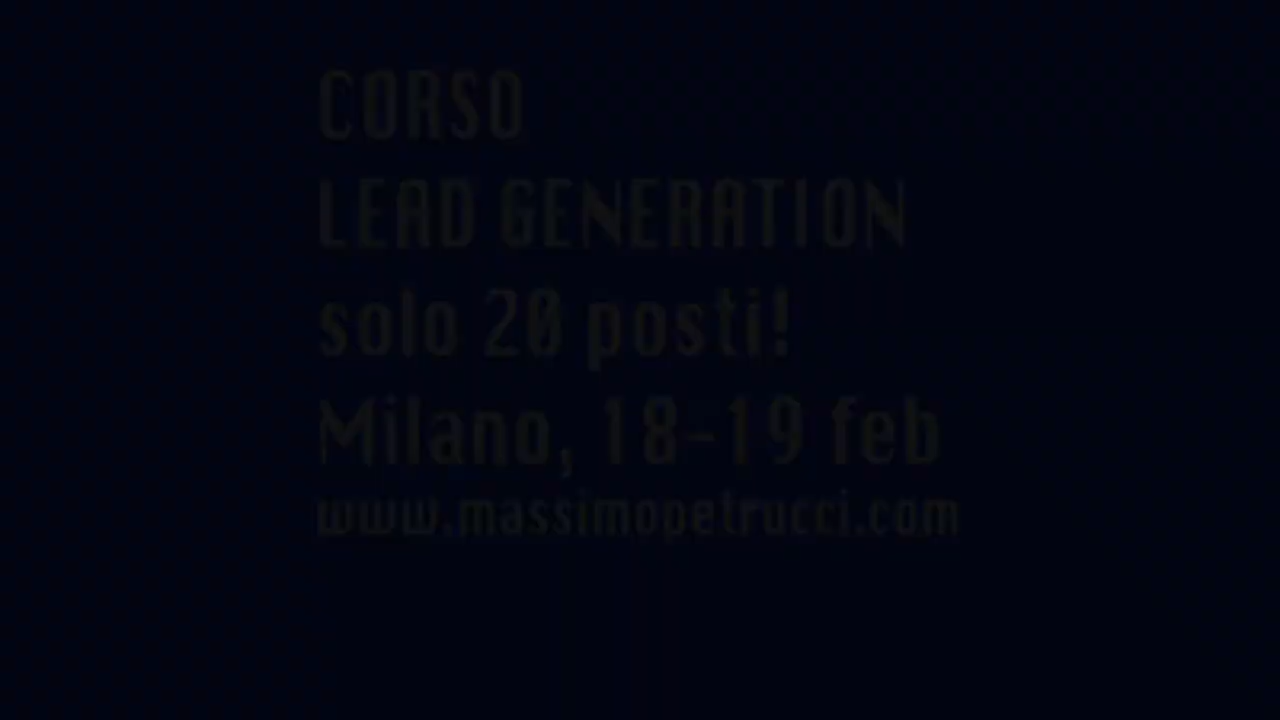 CORSO
LEAD GENERATION
solo 20 posti!
Milano, 18-19 feb
www.massimopetrucci.com